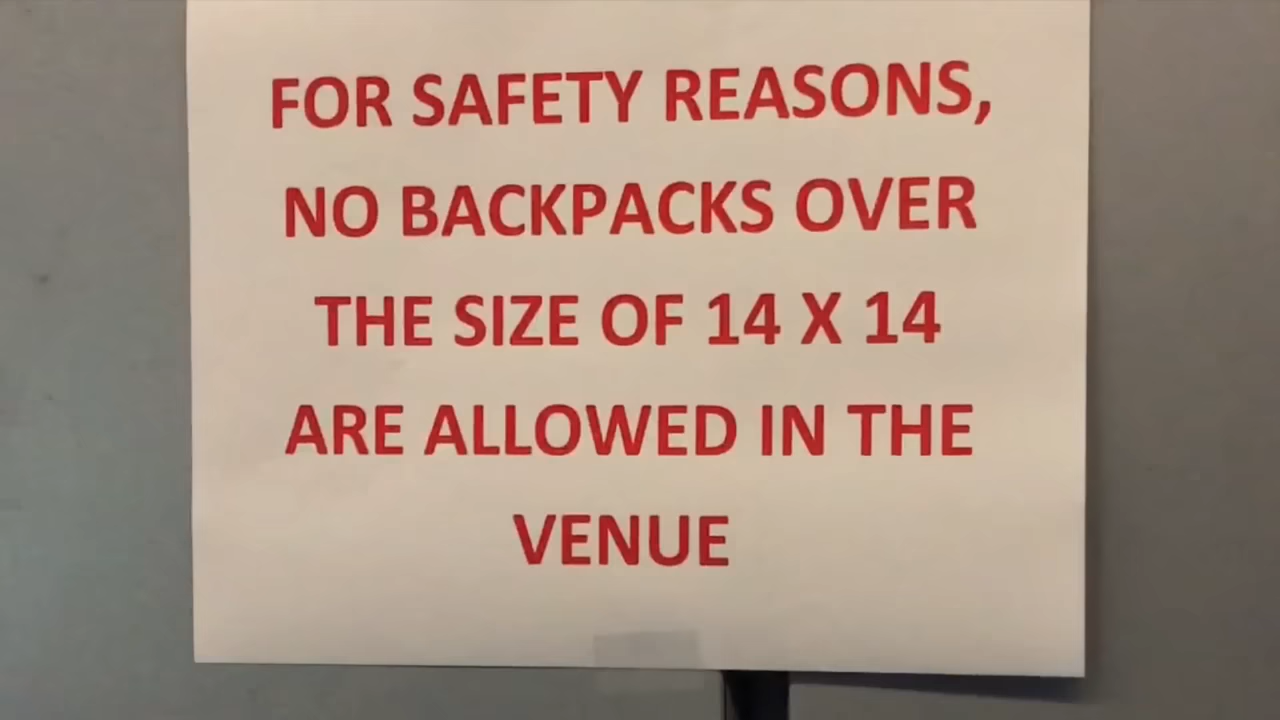 FOR SAFETY REASONS,
NO BACKPACKS OVER
THE SIZE OF 14 X 14
ARE ALLOWED IN THE
VENUE